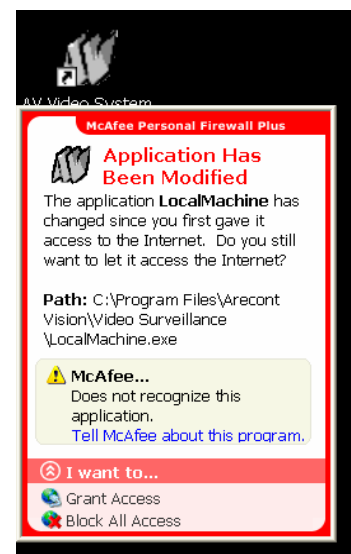 AV Video System
McAfee Personal Firewall Plus
Application Has
Been Modified
The application LocalMachine has
changed since you first gave it
access to the Internet. Do you still
want to let it access the Internet?
Path: C:\Program Files\Arecont
Vision\Video Surveillance
\LocalMachine.exe
McAfee...
Does not recognize this
application.
Tell McAfee about this program.
I want to...
Grant Access
Block All Access